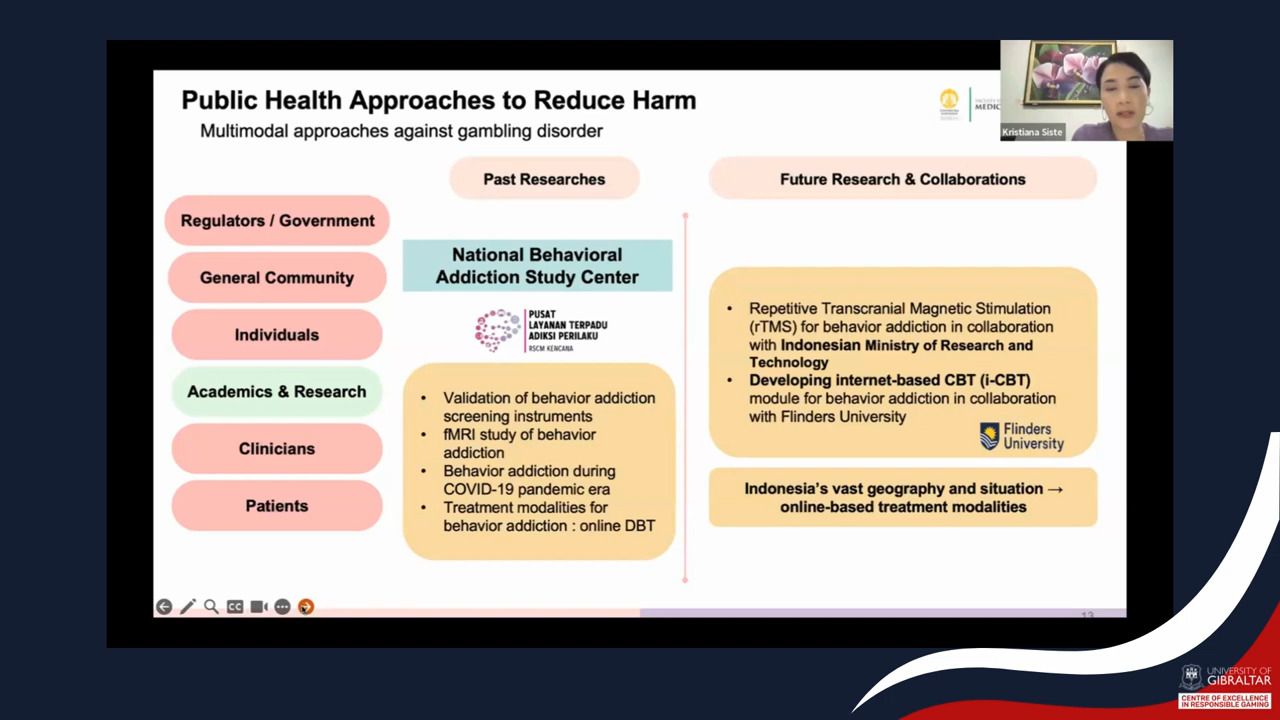 Public Health Approaches to Reduce Harm
Multimodal approaches against gambling disorder
MEDIC
Kristiana Siste
Past Researches
Future Research & Collaborations
Regulators / Government
General Community
Individuals
Academics & Research
Clinicians
Patients
National Behavioral
Addiction Study Center
PUSAT
LAYANAN TERPADU
ADIKSI PERILAKU
RSCM KENCANA
• Validation of behavior addiction
screening instruments
• fMRI study of behavior
addiction
• Behavior addiction during
COVID-19 pandemic era
• Treatment modalities for
behavior addiction : online DBT
• Repetitive Transcranial Magnetic Stimulation
(rTMS) for behavior addiction in collaboration
with Indonesian Ministry of Research and
Technology
• Developing internet-based CBT (i-CBT)
module for behavior addiction in collaboration
with Flinders University
Flinders
University
Indonesia's vast geography and situation →
online-based treatment modalities
CC
13
UNIVERSITY OF
GIBRALTAR
CENTRE OF EXCELLENCE
IN RESPONSIBLE GAMING